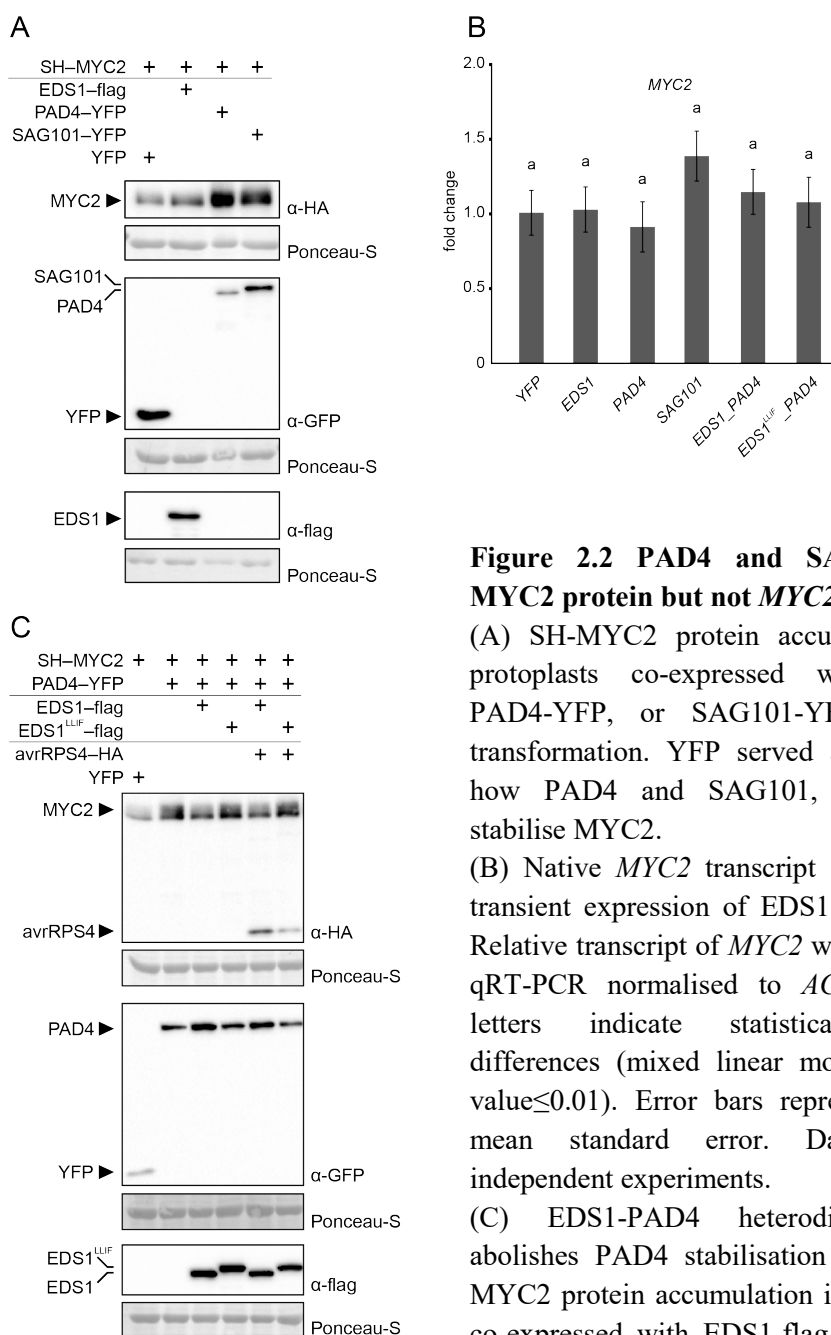 A
SH–MYC2 + + + +
EDS1–flag +
PAD4–YFP +
SAG101–YFP +
YFP +
MYC2
α-HA
Ponceau-S
SAG101
PAD4
YFP
α-GFP
Ponceau-S
EDS1
α-flag
Ponceau-S
B
MYC2
fold change
2.0
1.5
1.0
0.5
0
a a a a a a
YFP
EDS1
PAD4
SAG101
EDS1_PAD4
EDS1LLIF_PAD4
C
SH–MYC2 + + + + + +
PAD4–YFP + + + + +
EDS1–flag + +
EDS1LLIF–flag + +
avrRPS4–HA + +
YFP +
MYC2
avrRPS4
α-HA
Ponceau-S
PAD4
YFP
α-GFP
Ponceau-S
EDS1LLIF
EDS1
α-flag
Ponceau-S
Figure 2.2 PAD4 and SA
MYC2 protein but not MYC2
(A) SH-MYC2 protein accu
protoplasts co-expressed w
PAD4-YFP, or SAG101-YF
transformation. YFP served
how PAD4 and SAG101,
stabilise MYC2.
(B) Native MYC2 transcript
transient expression of EDS1
Relative transcript of MYC2 w
qRT-PCR normalised to AC
letters indicate statistica
differences (mixed linear mo
value≤0.01). Error bars repre
mean standard error. Da
independent experiments.
(C) EDS1-PAD4 heterodi
abolishes PAD4 stabilisation
MYC2 protein accumulation i
co-expressed with EDS1-flag